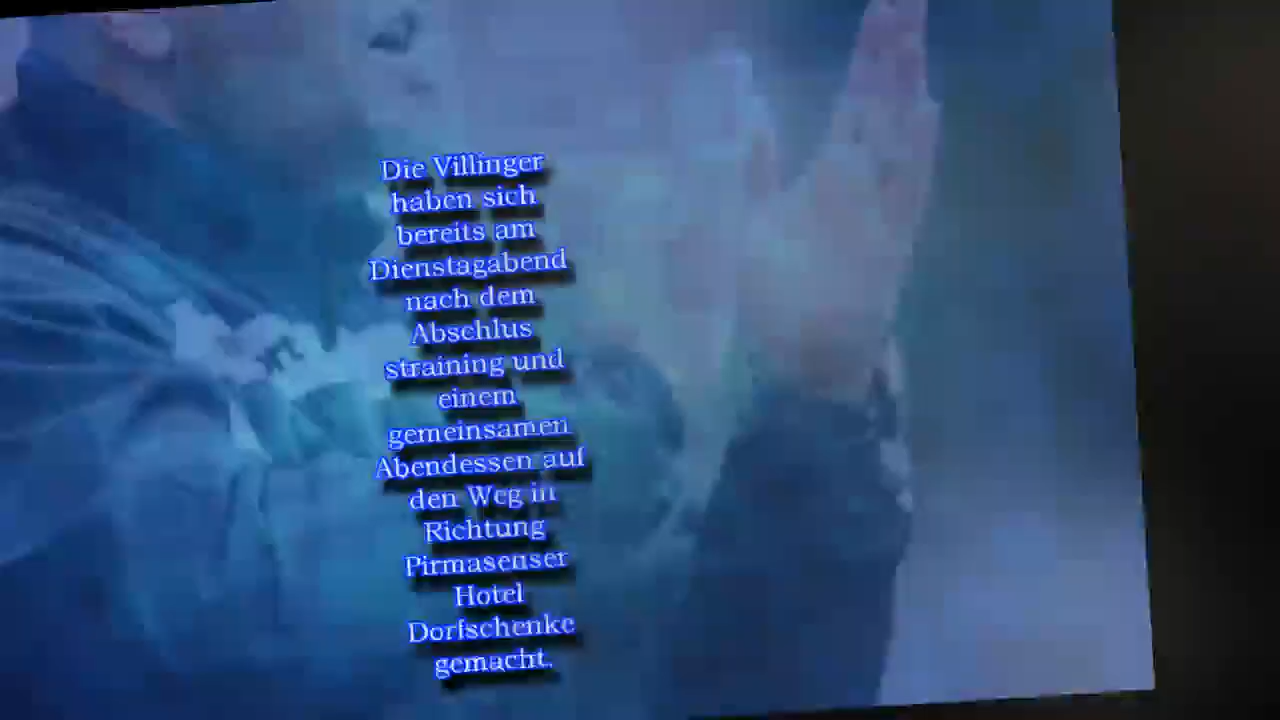 Die Villinger
haben sich
bereits am
Dienstagabend
nach dem
Abschlus
straining und
einem
gemeinsamen
Abendessen auf
den Weg in
Richtung
Pirmasenser
Hotel
Dorfschenke
gemacht.